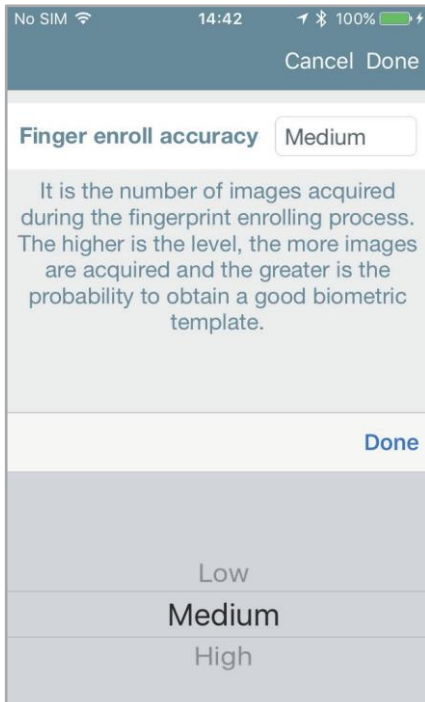 No SIM 14:42 100%
Cancel Done
Finger enroll accuracy Medium
It is the number of images acquired
during the fingerprint enrolling process.
The higher is the level, the more images
are acquired and the greater is the
probability to obtain a good biometric
template.
Done
Low
Medium
High